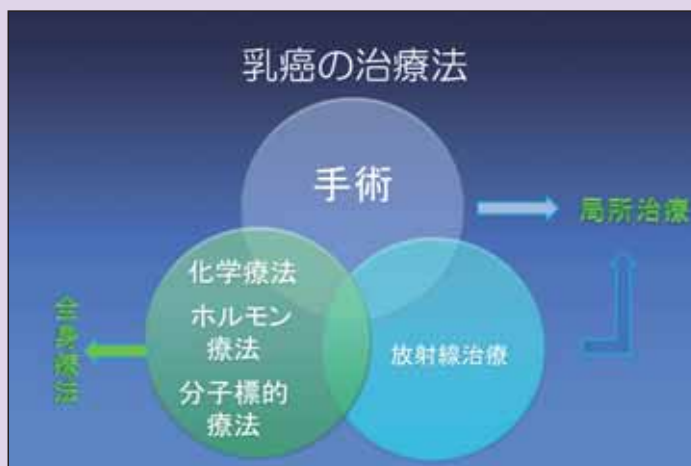 乳癌の治療法
手術
局所治療
化学療法
ホルモン
療法
分子標的
療法
放射線治療
全身療法